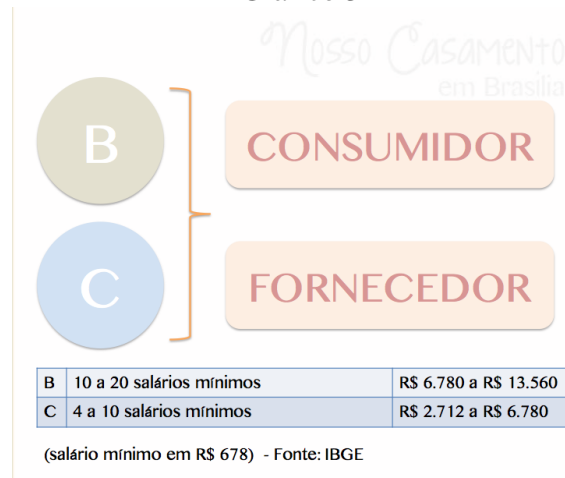 Nosso Casamento
em Brasília
B
CONSUMIDOR
C
FORNECEDOR
B 10 a 20 salários mínimos R$ 6.780 a R$ 13.560
C 4 a 10 salários mínimos R$ 2.712 a R$ 6.780
(salário mínimo em R$ 678) - Fonte: IBGE